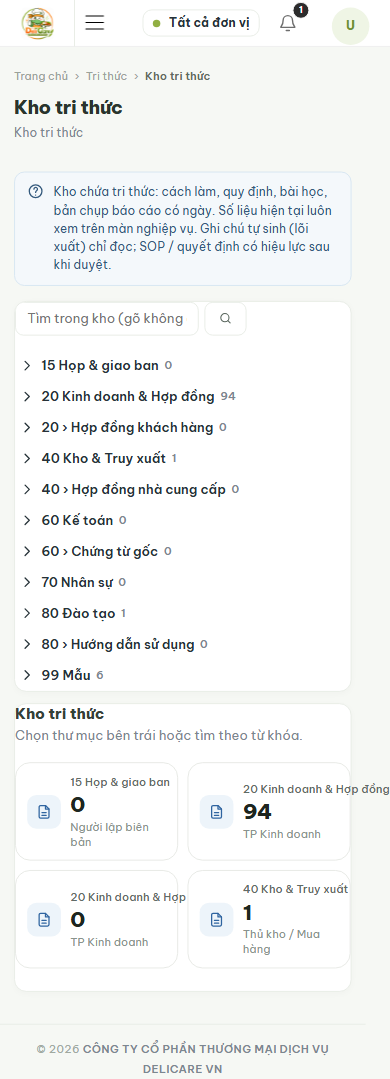 Tất cả đơn vị
1
U
Trang chủ › Tri thức › Kho tri thức
Kho tri thức
Kho tri thức
Kho chứa tri thức: cách làm, quy định, bài học,
bản chụp báo cáo có ngày. Số liệu hiện tại luôn
xem trên màn nghiệp vụ. Ghi chú tự sinh (lõi
xuất) chỉ đọc; SOP / quyết định có hiệu lực sau
khi duyệt.
Tìm trong kho (gõ không
15 Họp & giao ban 0
20 Kinh doanh & Hợp đồng 94
20 › Hợp đồng khách hàng 0
40 Kho & Truy xuất 1
40 › Hợp đồng nhà cung cấp 0
60 Kế toán 0
60 › Chứng từ gốc 0
70 Nhân sự 0
80 Đào tạo 1
80 › Hướng dẫn sử dụng 0
99 Mẫu 6
Kho tri thức
Chọn thư mục bên trái hoặc tìm theo từ khóa.
15 Họp & giao ban
0
Người lập biên
bản
20 Kinh doanh & Hợp đồng
94
TP Kinh doanh
20 Kinh doanh & Hợp
0
TP Kinh doanh
40 Kho & Truy xuất
1
Thủ kho / Mua
hàng
© 2026 CÔNG TY CỔ PHẦN THƯƠNG MẠI DỊCH VỤ
DELICARE VN